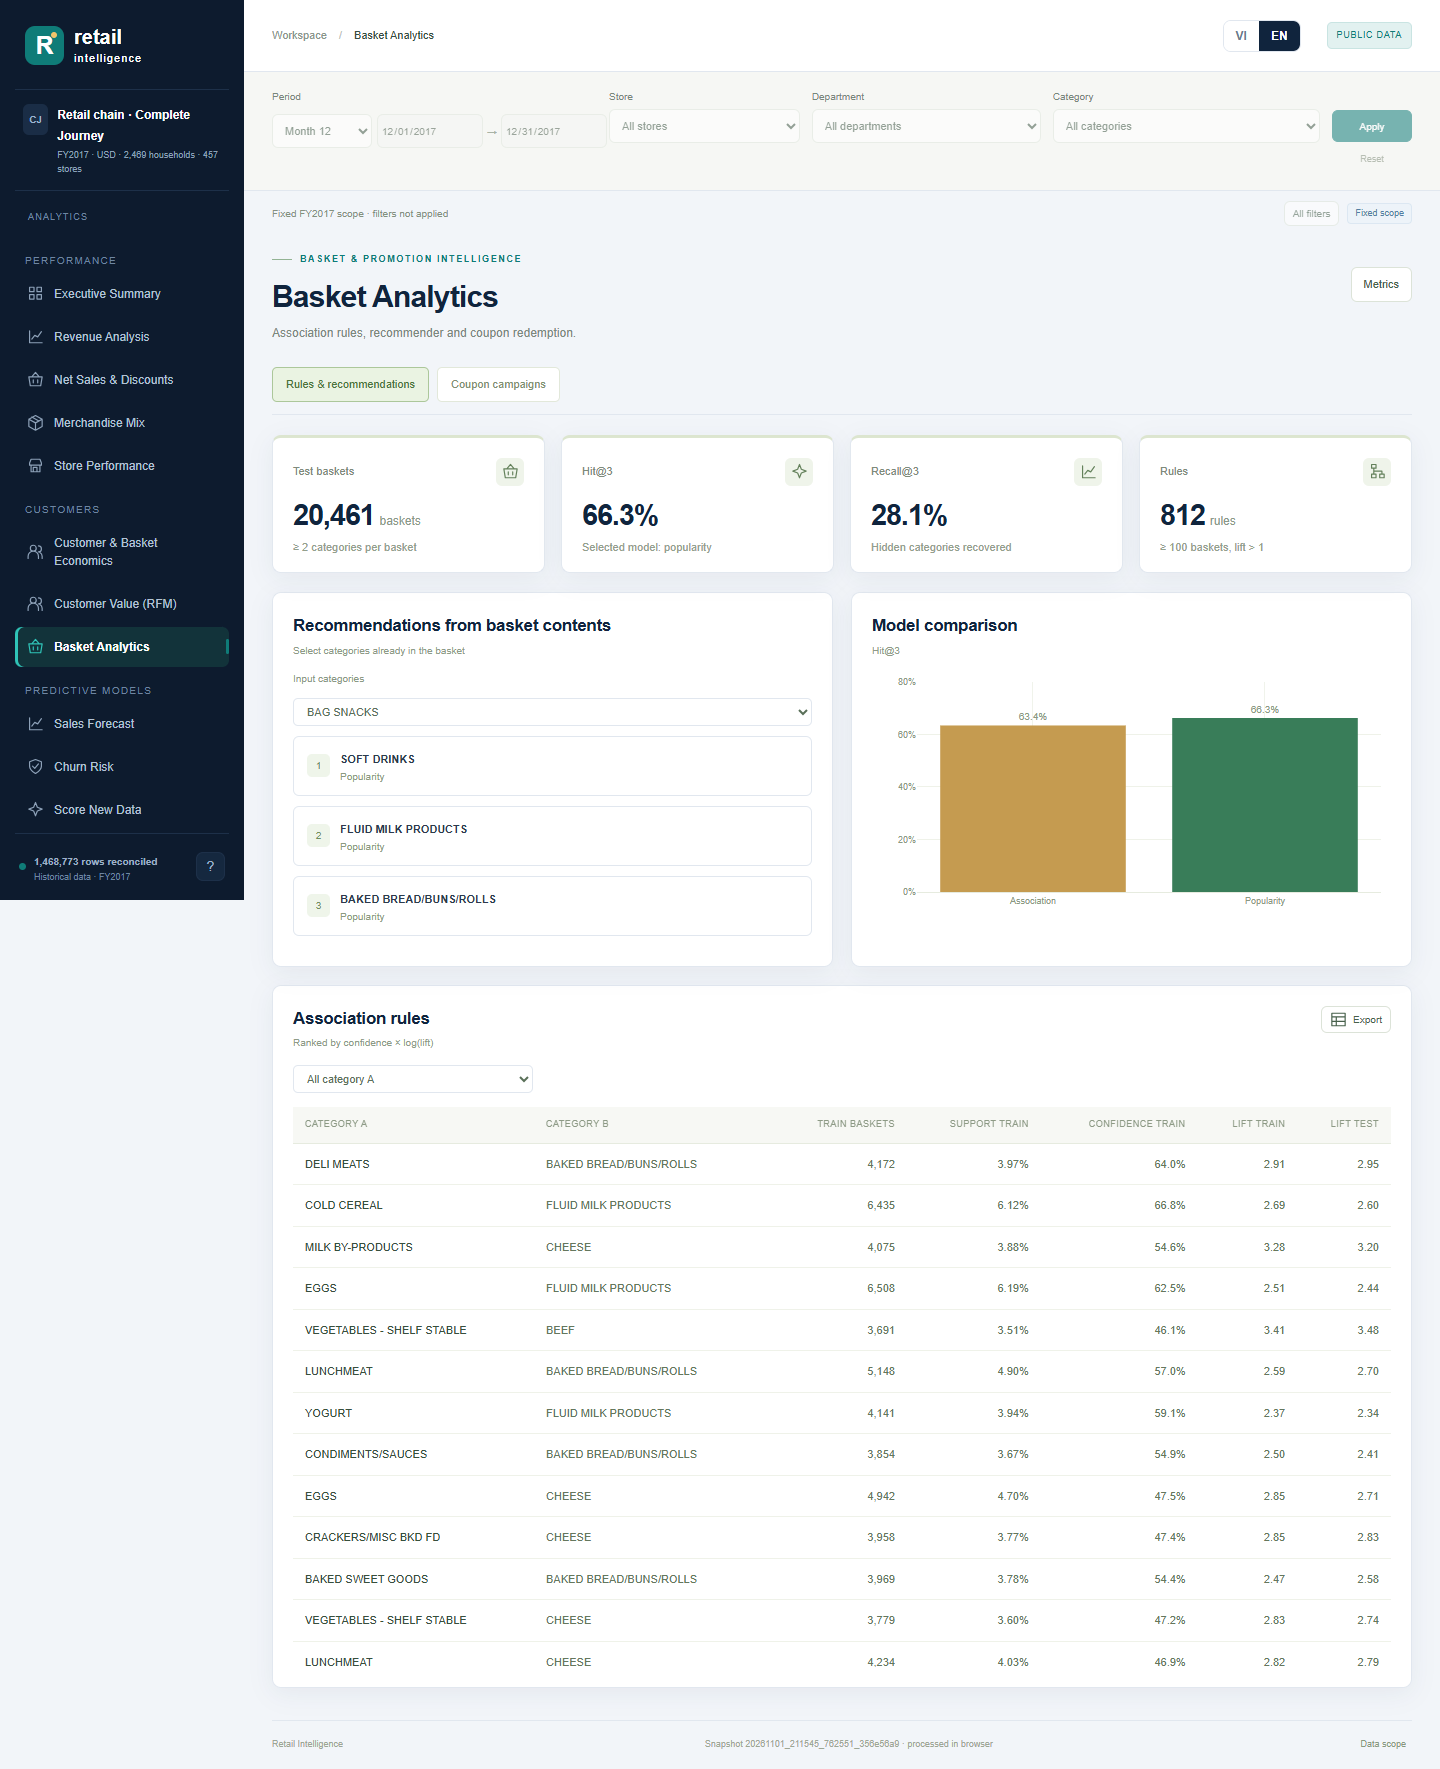 retail
intelligence
CJ
Retail chain · Complete
Journey
FY2017 · USD · 2,469 households · 457
stores
ANALYTICS
PERFORMANCE
Executive Summary
Revenue Analysis
Net Sales & Discounts
Merchandise Mix
Store Performance
CUSTOMERS
Customer & Basket
Economics
Customer Value (RFM)
Basket Analytics
PREDICTIVE MODELS
Sales Forecast
Churn Risk
Score New Data
1,468,773 rows reconciled
Historical data · FY2017
?
Workspace / Basket Analytics
VI EN
PUBLIC DATA
Period
Store
Department
Category
Month 12
12/01/2017 → 12/31/2017
All stores
All departments
All categories
Apply
Reset
Fixed FY2017 scope · filters not applied
All filters
Fixed scope
BASKET & PROMOTION INTELLIGENCE
Basket Analytics
Metrics
Association rules, recommender and coupon redemption.
Rules & recommendations
Coupon campaigns
Test baskets
20,461 baskets
≥ 2 categories per basket
Hit@3
66.3%
Selected model: popularity
Recall@3
28.1%
Hidden categories recovered
Rules
812 rules
≥ 100 baskets, lift > 1
Recommendations from basket contents
Select categories already in the basket
Input categories
BAG SNACKS
1
SOFT DRINKS
Popularity
2
FLUID MILK PRODUCTS
Popularity
3
BAKED BREAD/BUNS/ROLLS
Popularity
Model comparison
Hit@3
80%
60%
40%
20%
0%
63.4%
66.3%
Association
Popularity
Association rules
Ranked by confidence × log(lift)
Export
All category A
CATEGORY A CATEGORY B TRAIN BASKETS SUPPORT TRAIN CONFIDENCE TRAIN LIFT TRAIN LIFT TEST
DELI MEATS BAKED BREAD/BUNS/ROLLS 4,172 3.97% 64.0% 2.91 2.95
COLD CEREAL FLUID MILK PRODUCTS 6,435 6.12% 66.8% 2.69 2.60
MILK BY-PRODUCTS CHEESE 4,075 3.88% 54.6% 3.28 3.20
EGGS FLUID MILK PRODUCTS 6,508 6.19% 62.5% 2.51 2.44
VEGETABLES - SHELF STABLE BEEF 3,691 3.51% 46.1% 3.41 3.48
LUNCHMEAT BAKED BREAD/BUNS/ROLLS 5,148 4.90% 57.0% 2.59 2.70
YOGURT FLUID MILK PRODUCTS 4,141 3.94% 59.1% 2.37 2.34
CONDIMENTS/SAUCES BAKED BREAD/BUNS/ROLLS 3,854 3.67% 54.9% 2.50 2.41
EGGS CHEESE 4,942 4.70% 47.5% 2.85 2.71
CRACKERS/MISC BKD FD CHEESE 3,958 3.77% 47.4% 2.85 2.83
BAKED SWEET GOODS BAKED BREAD/BUNS/ROLLS 3,969 3.78% 54.4% 2.47 2.58
VEGETABLES - SHELF STABLE CHEESE 3,779 3.60% 47.2% 2.83 2.74
LUNCHMEAT CHEESE 4,234 4.03% 46.9% 2.82 2.79
Retail Intelligence
Snapshot 20261101_211545_762551_356e56a9 · processed in browser
Data scope